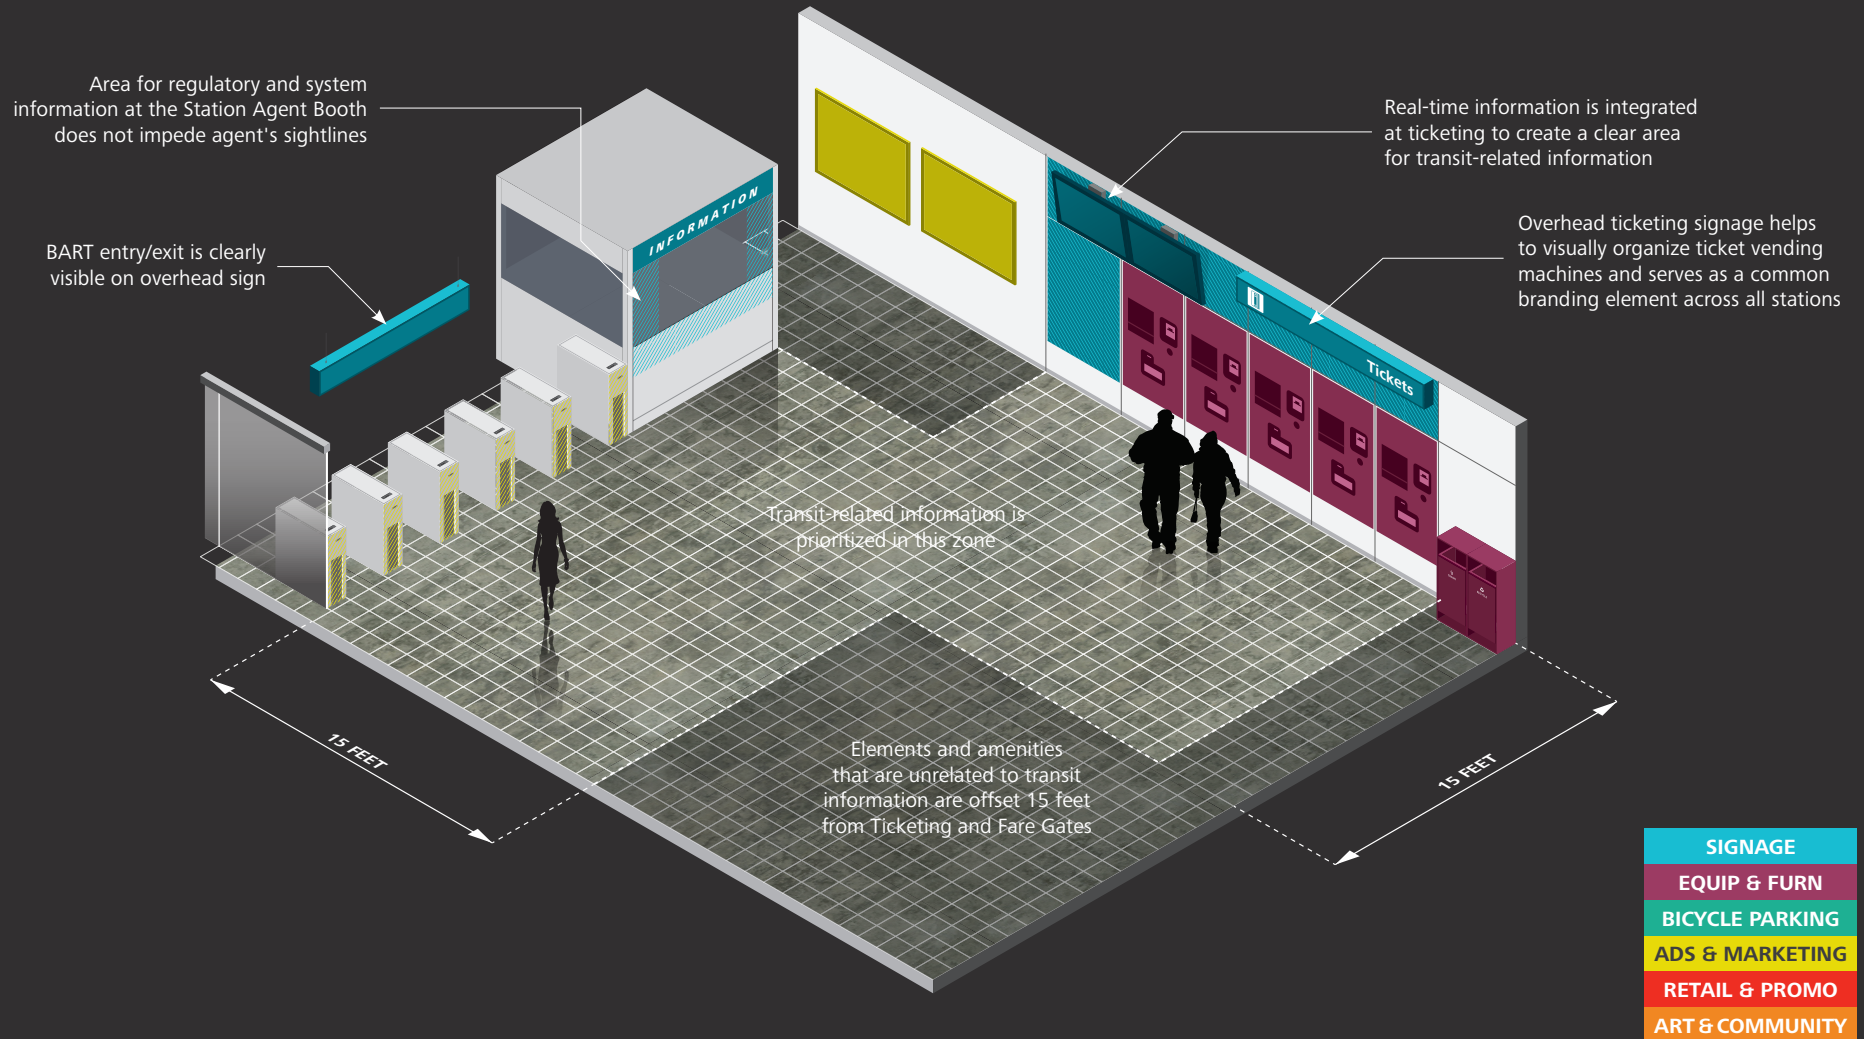 Area for regulatory and system
information at the Station Agent Booth
does not impede agent's sightlines
BART entry/exit is clearly
visible on overhead sign
INFORMATION
Real-time information is integrated
at ticketing to create a clear area
for transit-related information
Overhead ticketing signage helps
to visually organize ticket vending
machines and serves as a common
branding element across all stations
Tickets
Transit-related information is
prioritized in this zone
Elements and amenities
that are unrelated to transit
information are offset 15 feet
from Ticketing and Fare Gates
15 FEET
15 FEET
SIGNAGE
EQUIP & FURN
BICYCLE PARKING
ADS & MARKETING
RETAIL & PROMO
ART & COMMUNITY